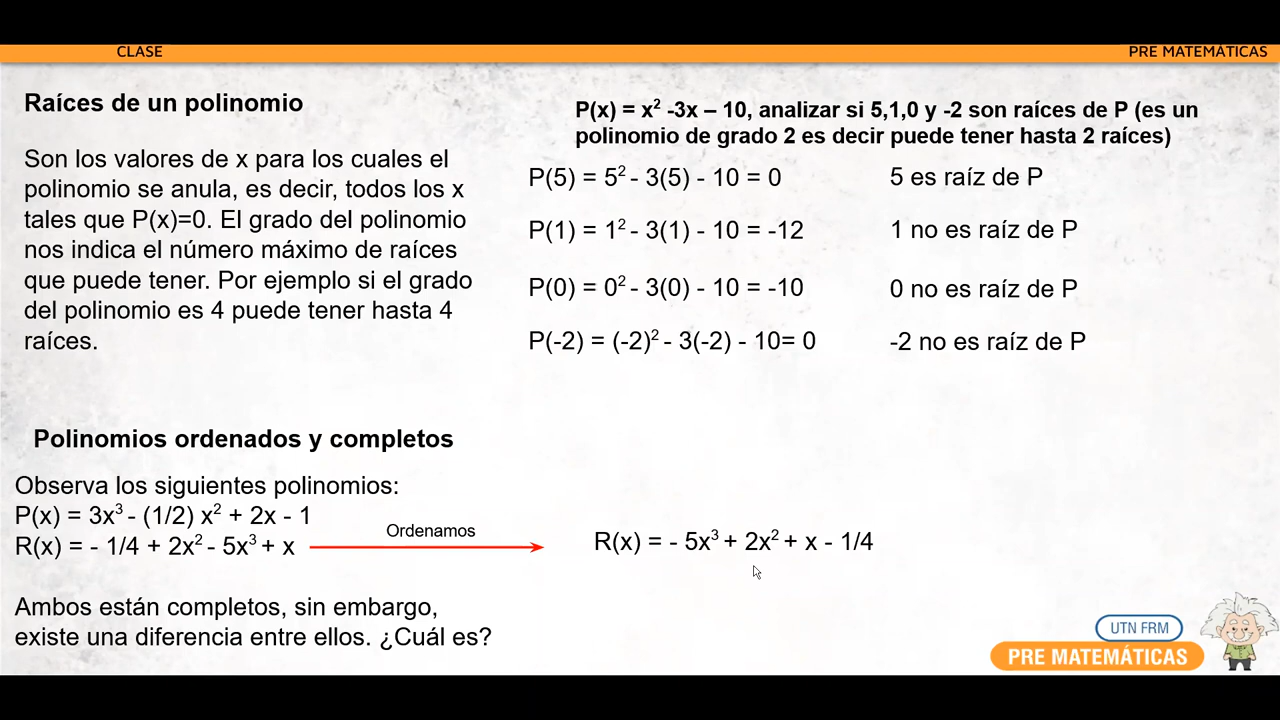 CLASE
PRE MATEMÁTICAS
Raíces de un polinomio
Son los valores de x para los cuales el
polinomio se anula, es decir, todos los x
tales que P(x)=0. El grado del polinomio
nos indica el número máximo de raíces
que puede tener. Por ejemplo si el grado
del polinomio es 4 puede tener hasta 4
raíces.
P(x) = x² -3x – 10, analizar si 5,1,0 y -2 son raíces de P (es un
polinomio de grado 2 es decir puede tener hasta 2 raíces)
P(5) = 5² - 3(5) - 10 = 0
5 es raíz de P
P(1) = 1² - 3(1) - 10 = -12
1 no es raíz de P
P(0) = 0² - 3(0) - 10 = -10
0 no es raíz de P
P(-2) = (-2)² - 3(-2) - 10= 0
-2 no es raíz de P
Polinomios ordenados y completos
Observa los siguientes polinomios:
P(x) = 3x³ - (1/2) x² + 2x - 1
R(x) = - 1/4 + 2x² - 5x³ + x
Ordenamos
R(x) = - 5x³ + 2x² + x - 1/4
Ambos están completos, sin embargo,
existe una diferencia entre ellos. ¿Cuál es?
UTN FRM
PRE MATEMÁTICAS